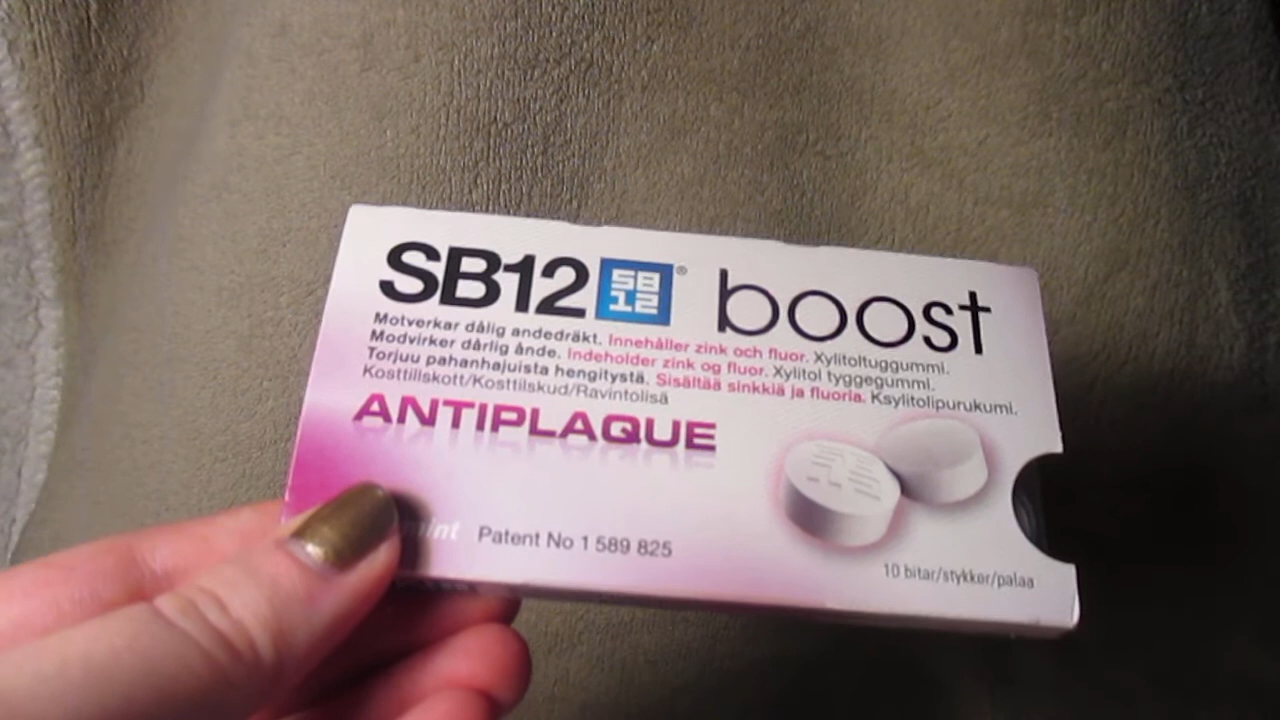 SB12 SB 12® boost
Motverkar dålig andedräkt. Innehåller zink och fluor. Xylitoltuggummi.
Modvirker dårlig ånde. Indeholder zink og fluor. Xylitol tyggegummi.
Torjuu pahanhajuista hengitystä. Sisältää sinkkiä ja fluoria. Ksylitolipurukumi.
Kosttillskott/Kosttilskud/Ravintolisä
ANTIPLAQUE
Patent No 1 589 825
10 bitar/stykker/palaa